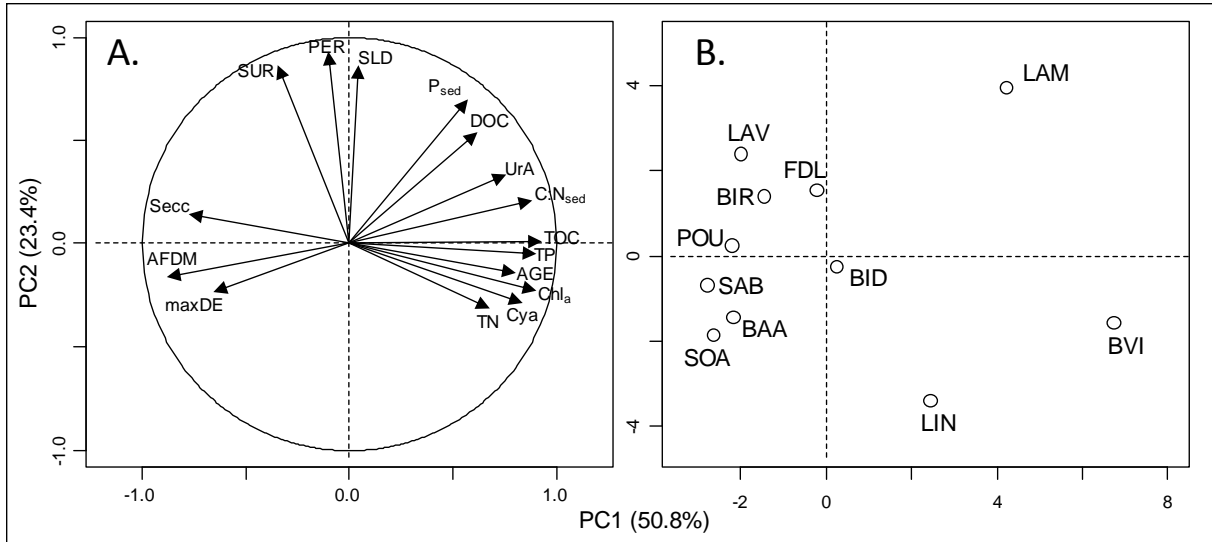 A.
B.
PC2 (23.4%)
1.0
0.0
-1.0
-1.0
0.0
1.0
PER
SLD
SUR
Psed
DOC
UrA
C:Nsed
Secc
TOC
TP
AFDM
AGE
maxDE
Chla
Cya
TN
4
0
-4
-2
0
2
4
6
8
LAM
LAV
FDL
BIR
POU
BID
SAB
BAA
SOA
BVI
LIN
PC1 (50.8%)